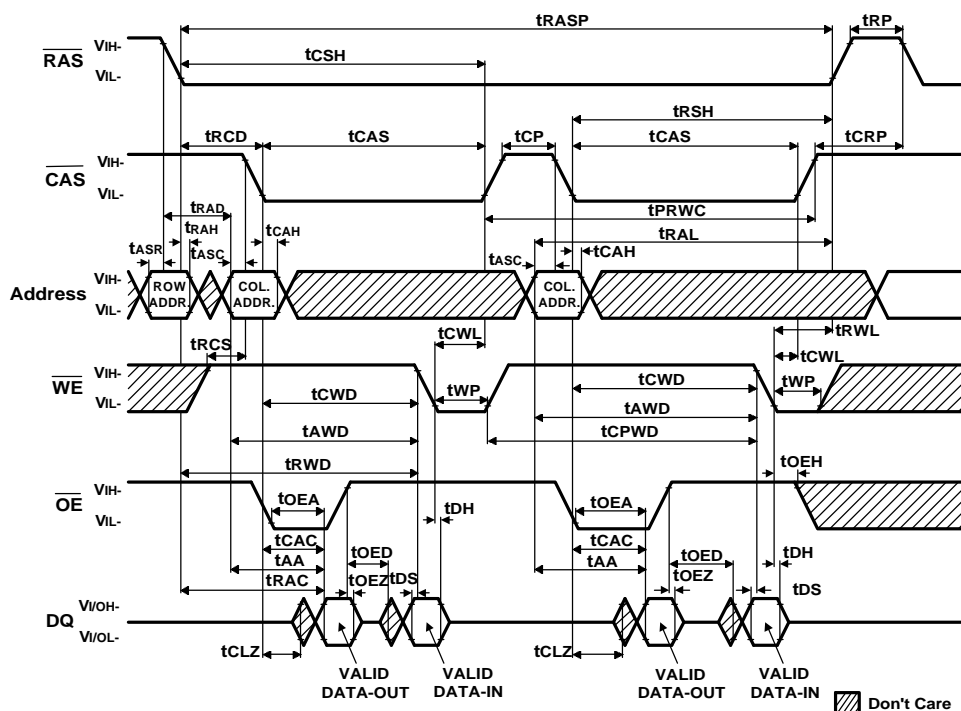 tRASP tRP
RAS VIH-
VIL-
tCSH
tRSH
tRCD tCAS tCP tCAS tCRP
CAS VIH-
VIL-
tPRWC
tRAD
tRAH tCAH tRAL
tASR tASC tASC tCAH
Address VIH-
VIL-
ROW ADDR.
COL. ADDR.
COL. ADDR.
tRWL
tRCS tCWL tCWL
WE VIH-
VIL-
tWP tWP
tCWD tCWD
tAWD tAWD
tCPWD
tRWD
tOEH
OE VIH-
VIL-
tOEA tDH tOEA
tCAC tCAC
tAA tOED tAA tOED tDH
tRAC tOEZ tDS tOEZ tDS
DQ VI/OH-
VI/OL-
tCLZ tCLZ
VALID DATA-OUT
VALID DATA-IN
VALID DATA-OUT
VALID DATA-IN
Don't Care